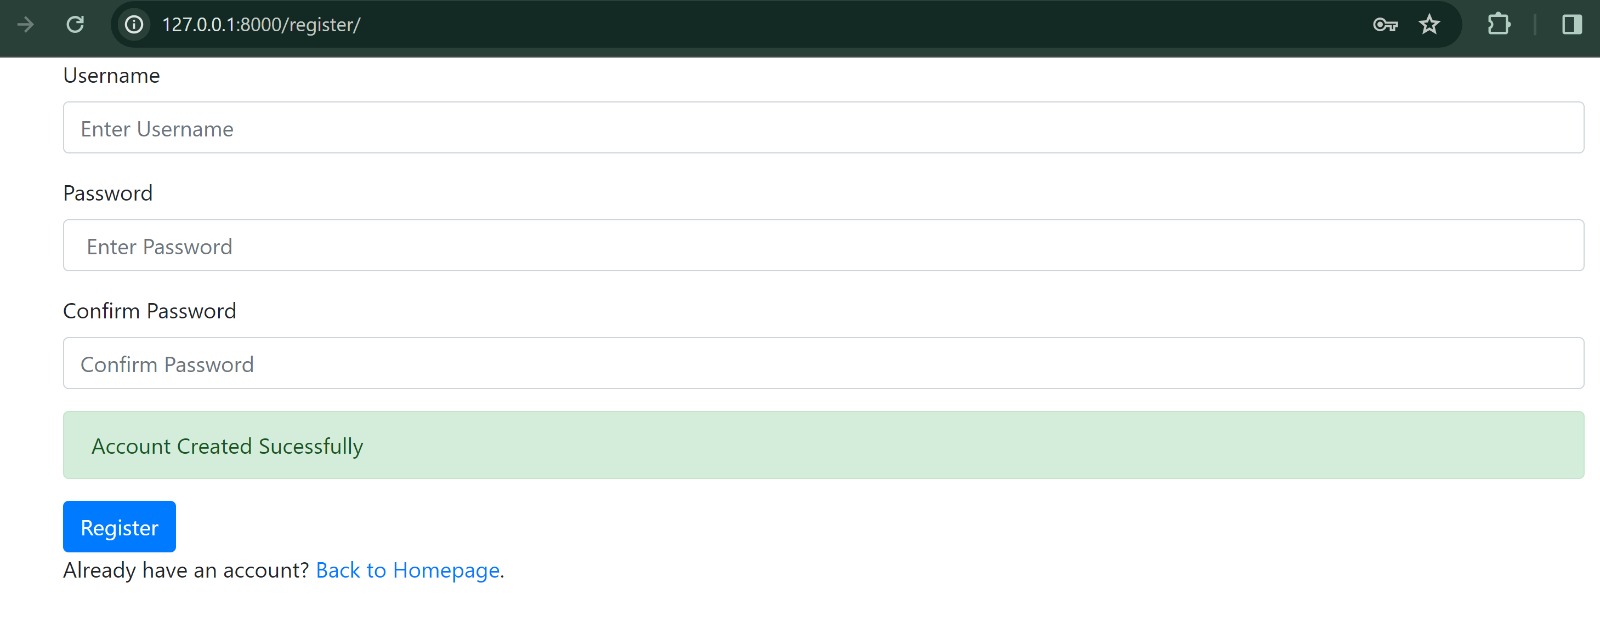 127.0.0.1:8000/register/
Username
Enter Username
Password
Enter Password
Confirm Password
Confirm Password
Account Created Sucessfully
Register
Already have an account? Back to Homepage.